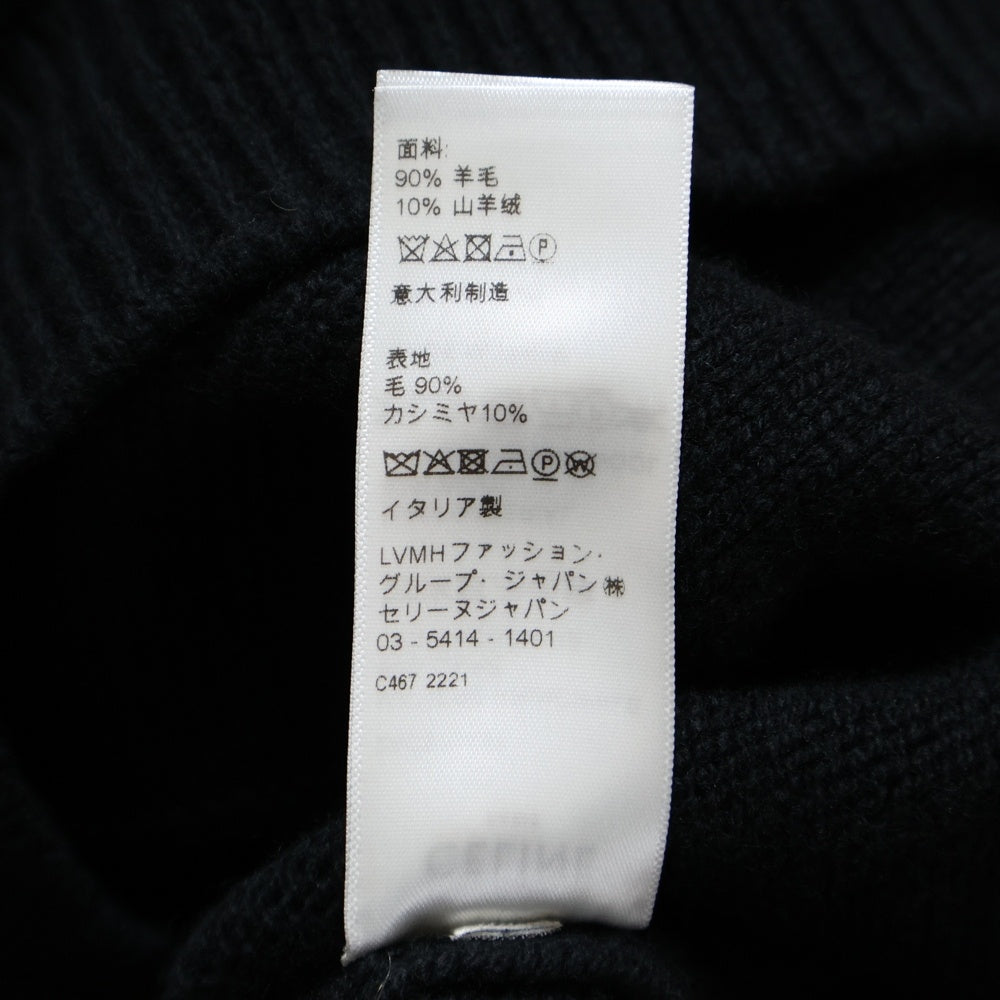 面料:
90% 羊毛
10% 山羊绒
P
意大利制造
表地
毛 90%
カシミヤ10%
P W
イタリア製
LVMHファッション・
グループ・ジャパン㈱
セリーヌジャパン
03 - 5414 - 1401
C467 2221